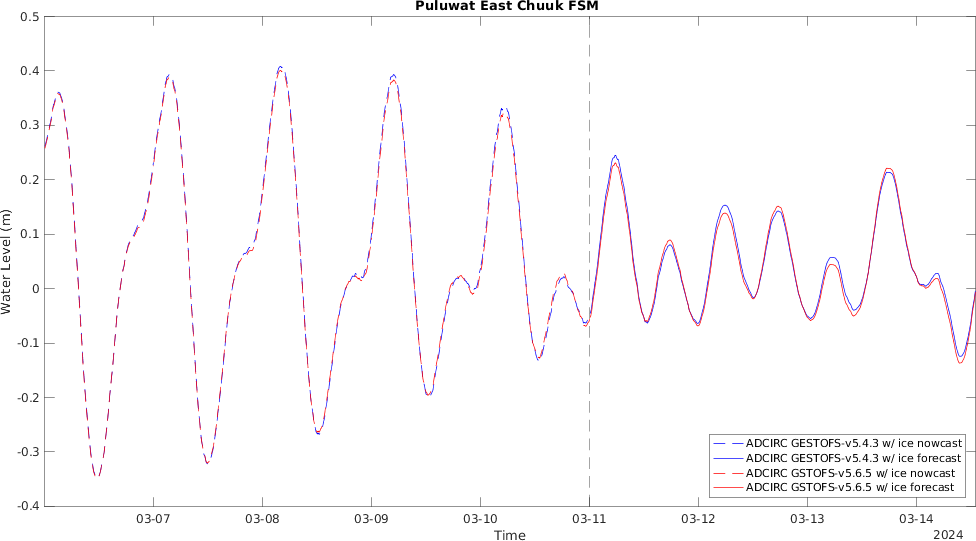 Puluwat East Chuuk FSM
0.5
0.4
0.3
0.2
0.1
0
-0.1
-0.2
-0.3
-0.4
Water Level (m)
ADCIRC GESTOFS-v5.4.3 w/ ice nowcast
ADCIRC GESTOFS-v5.4.3 w/ ice forecast
ADCIRC GSTOFS-v5.6.5 w/ ice nowcast
ADCIRC GSTOFS-v5.6.5 w/ ice forecast
03-07 03-08 03-09 03-10 03-11 03-12 03-13 03-14
Time
2024